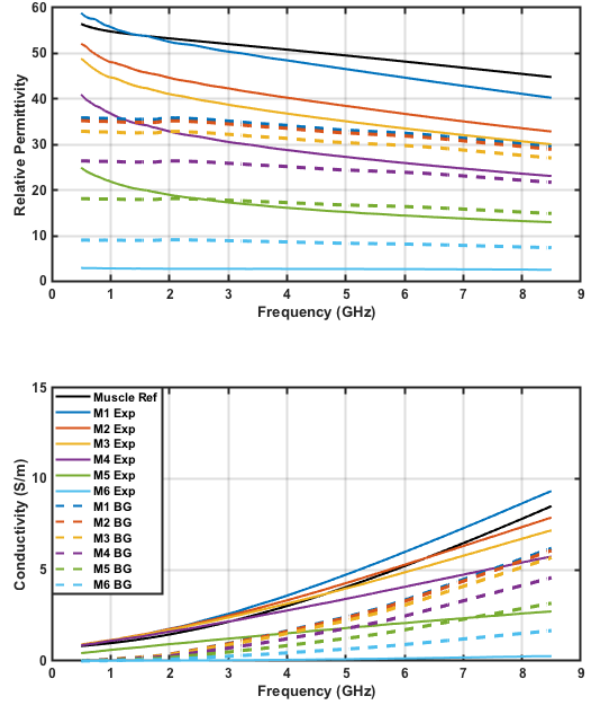 60
50
40
30
20
10
0
Relative Permittivity
0 1 2 3 4 5 6 7 8 9
Frequency (GHz)
15
10
5
0
Conductivity (S/m)
Muscle Ref
M1 Exp
M2 Exp
M3 Exp
M4 Exp
M5 Exp
M6 Exp
M1 BG
M2 BG
M3 BG
M4 BG
M5 BG
M6 BG
0 1 2 3 4 5 6 7 8 9
Frequency (GHz)